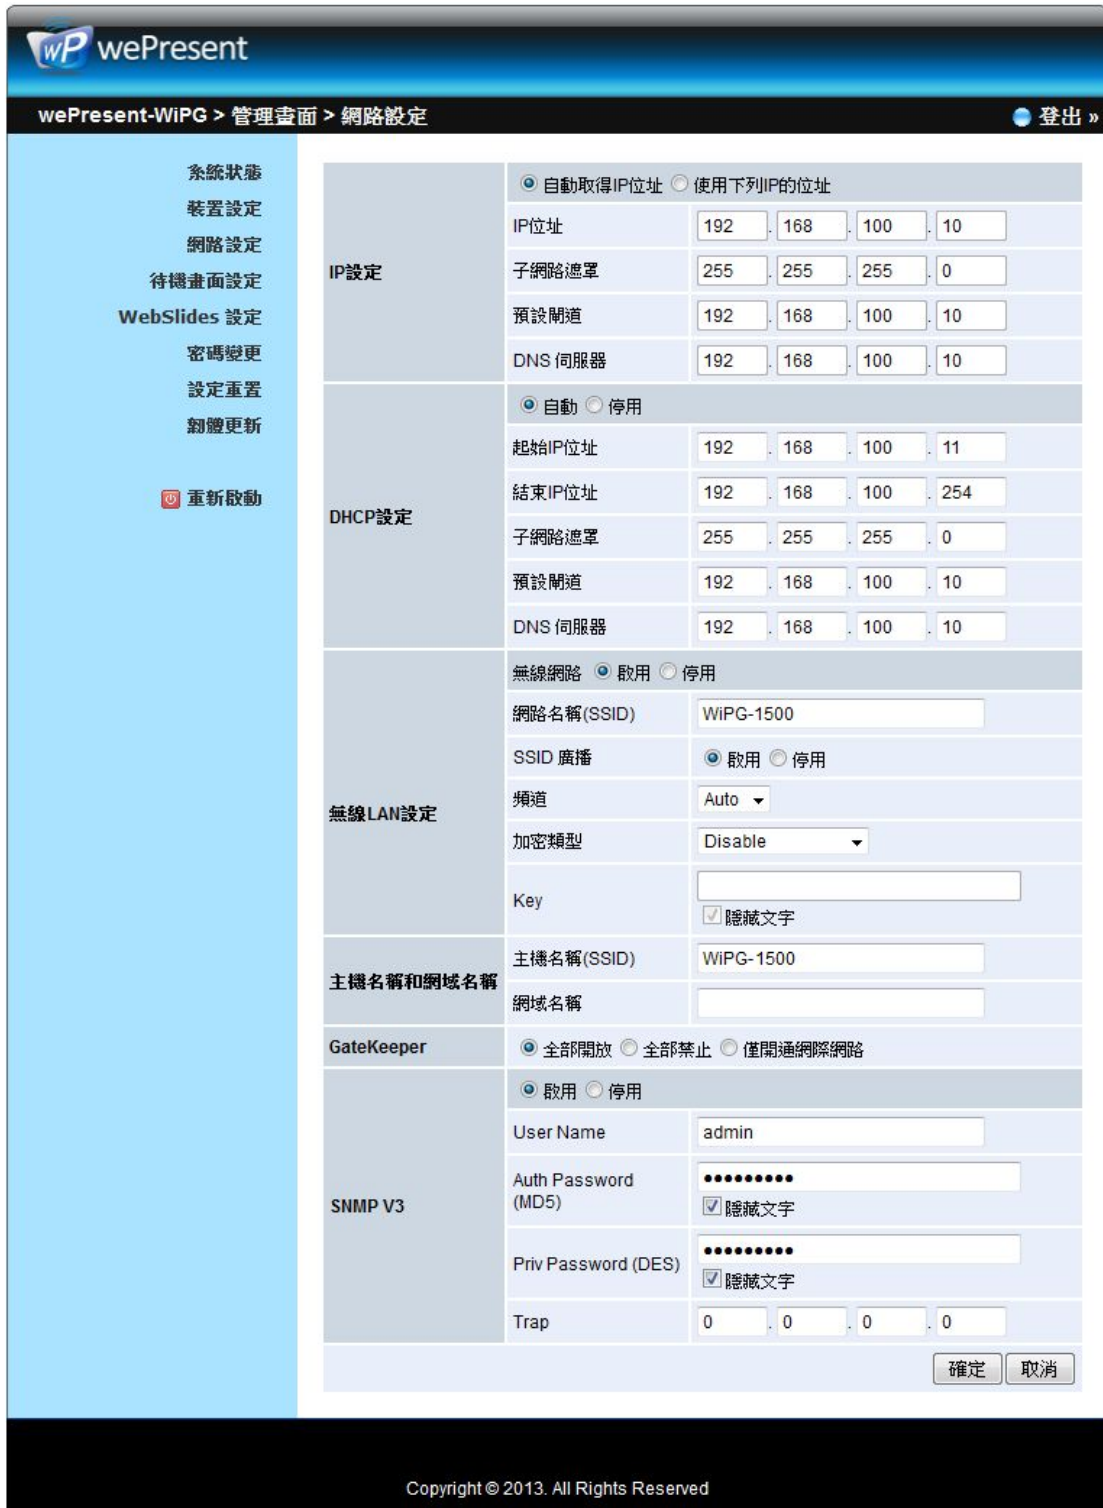 wP wePresent
wePresent-WiPG > 管理畫面 > 網路設定 登出 »
系統狀態
裝置設定
網路設定
待機畫面設定
WebSlides 設定
密碼變更
設定重置
韌體更新
重新啟動
IP設定
自動取得IP位址 使用下列IP的位址
IP位址 192 . 168 . 100 . 10
子網路遮罩 255 . 255 . 255 . 0
預設閘道 192 . 168 . 100 . 10
DNS 伺服器 192 . 168 . 100 . 10
DHCP設定
自動 停用
起始IP位址 192 . 168 . 100 . 11
結束IP位址 192 . 168 . 100 . 254
子網路遮罩 255 . 255 . 255 . 0
預設閘道 192 . 168 . 100 . 10
DNS 伺服器 192 . 168 . 100 . 10
無線LAN設定
無線網路 啟用 停用
網路名稱(SSID) WiPG-1500
SSID 廣播 啟用 停用
頻道 Auto
加密類型 Disable
Key
隱藏文字
主機名稱和網域名稱
主機名稱(SSID) WiPG-1500
網域名稱
GateKeeper 全部開放 全部禁止 僅開通網際網路
SNMP V3
啟用 停用
User Name admin
Auth Password •••••••••
(MD5) 隱藏文字
Priv Password (DES) •••••••••
隱藏文字
Trap 0 . 0 . 0 . 0
確定 取消
Copyright © 2013. All Rights Reserved